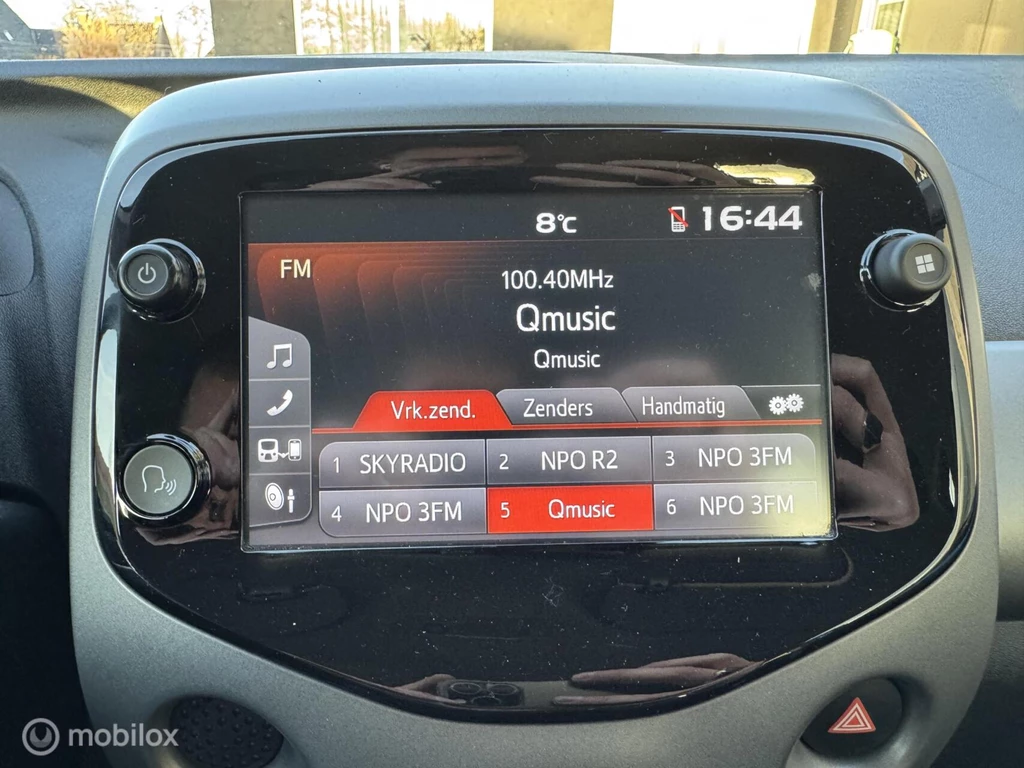 8°C 16:44
FM
100.40MHz
Qmusic
Qmusic
Vrk.zend. Zenders Handmatig
1 SKYRADIO 2 NPO R2 3 NPO 3FM
4 NPO 3FM 5 Qmusic 6 NPO 3FM
mobilox